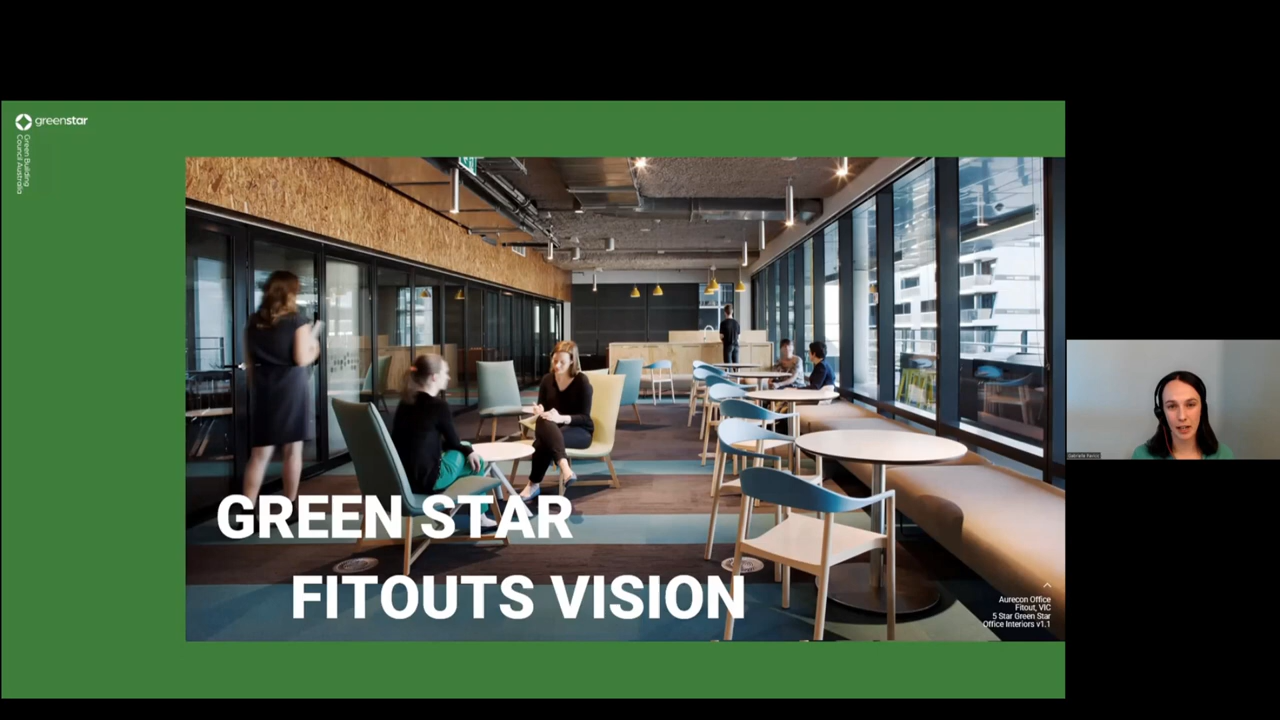 greenstar
Green Building
Council Australia
GREEN STAR
FITOUTS VISION
Aurecon Office
Fitout, VIC
5 Star Green Star
Office Interiors v1.1